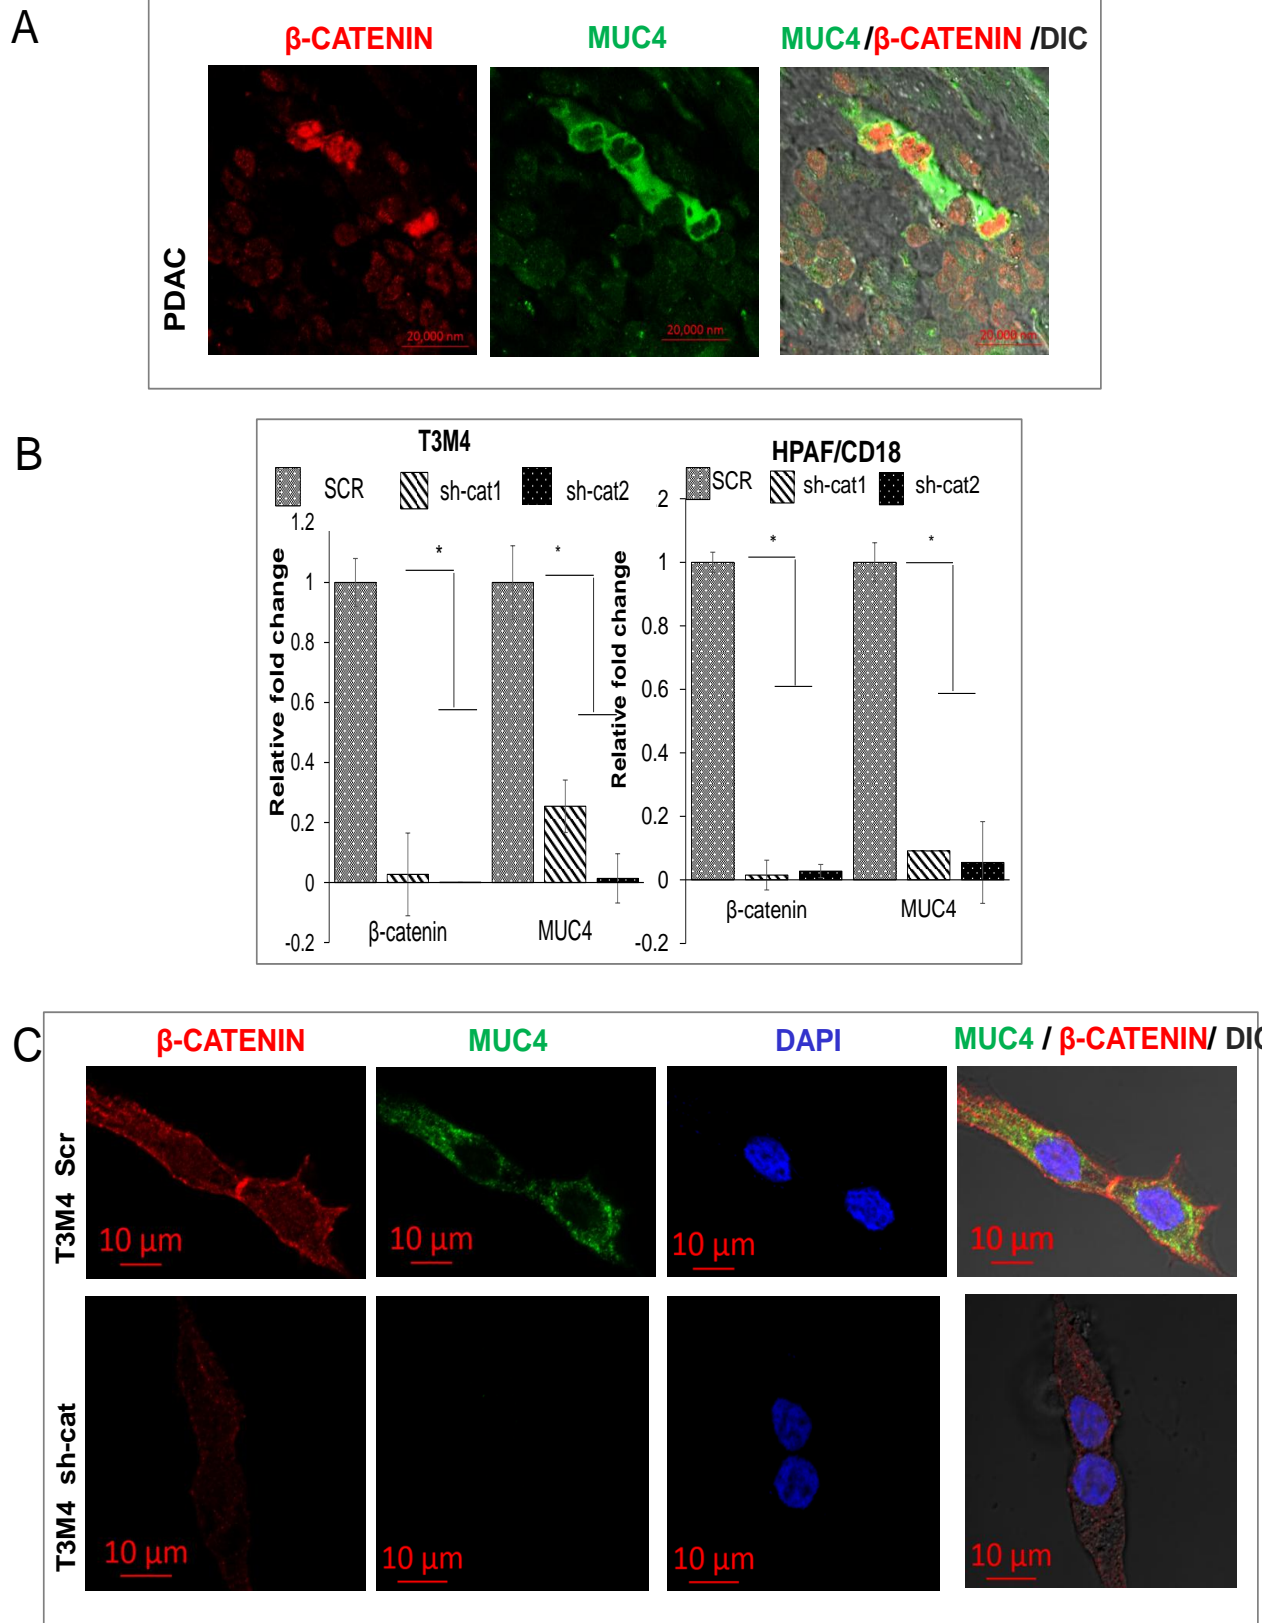 A
β-CATENIN
MUC4
MUC4 /β-CATENIN /DIC
PDAC
20,000 nm
20,000 nm
20,000 nm
B
T3M4
SCR
sh-cat1
sh-cat2
Relative fold change
1.2
1
0.8
0.6
0.4
0.2
0
-0.2
*
*
β-catenin
MUC4
HPAF/CD18
SCR
sh-cat1
sh-cat2
Relative fold change
2
1
0.8
0.6
0.4
0.2
0
-0.2
*
*
β-catenin
MUC4
C
β-CATENIN
MUC4
DAPI
MUC4 / β-CATENIN/ DIC
T3M4 Scr
10 µm
10 µm
10 µm
10 µm
T3M4 sh-cat
10 µm
10 µm
10 µm
10 µm